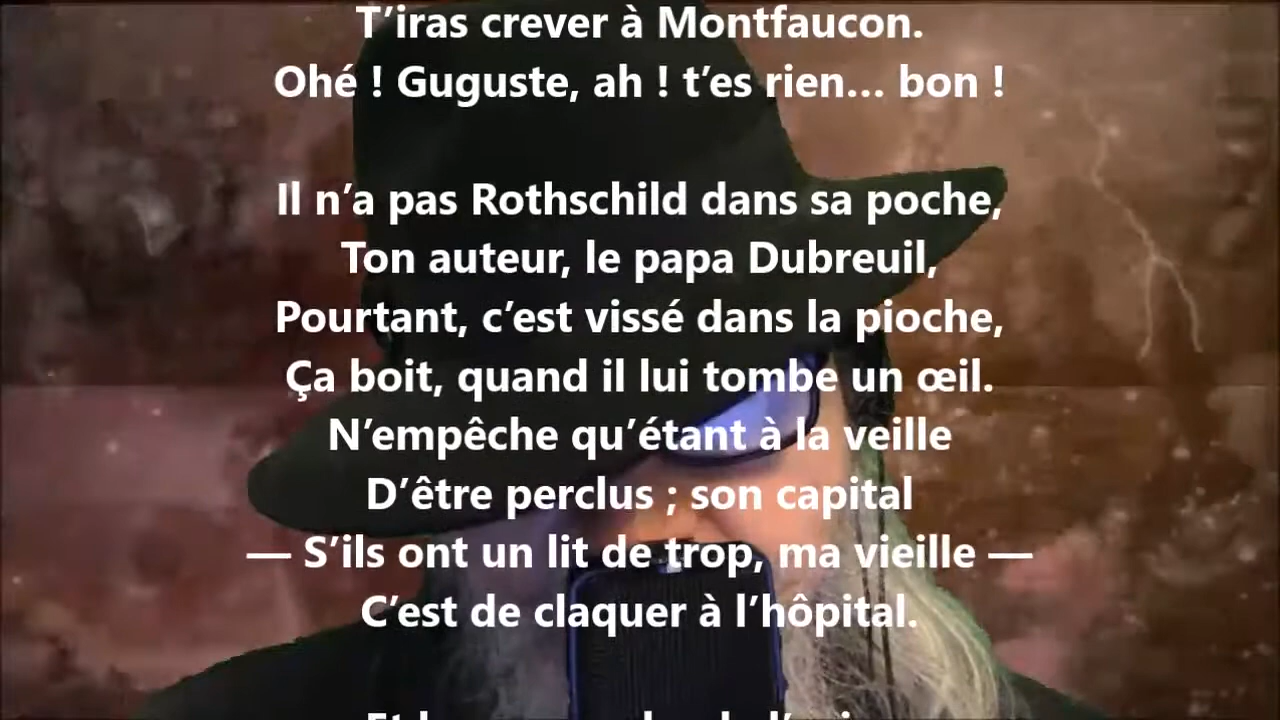 T’iras crever à Montfaucon.
Ohé ! Guguste, ah ! t’es rien… bon !
Il n’a pas Rothschild dans sa poche,
Ton auteur, le papa Dubreuil,
Pourtant, c’est vissé dans la pioche,
Ça boit, quand il lui tombe un œil.
N’empêche qu’étant à la veille
D’être perclus ; son capital
— S’ils ont un lit de trop, ma vieille —
C’est de claquer à l’hôpital.